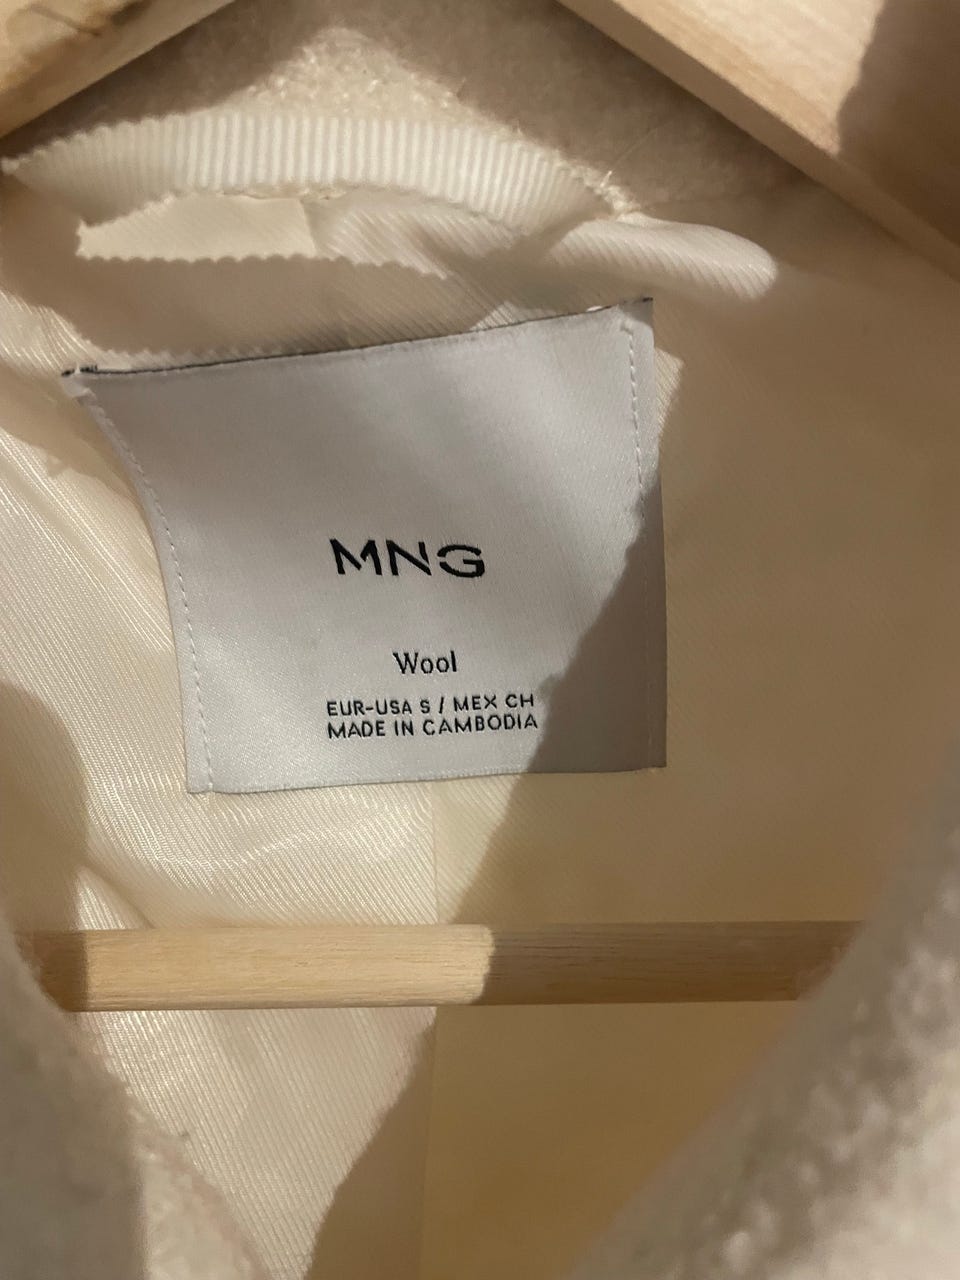 MNG
Wool
EUR-USA S / MEX CH
MADE IN CAMBODIA